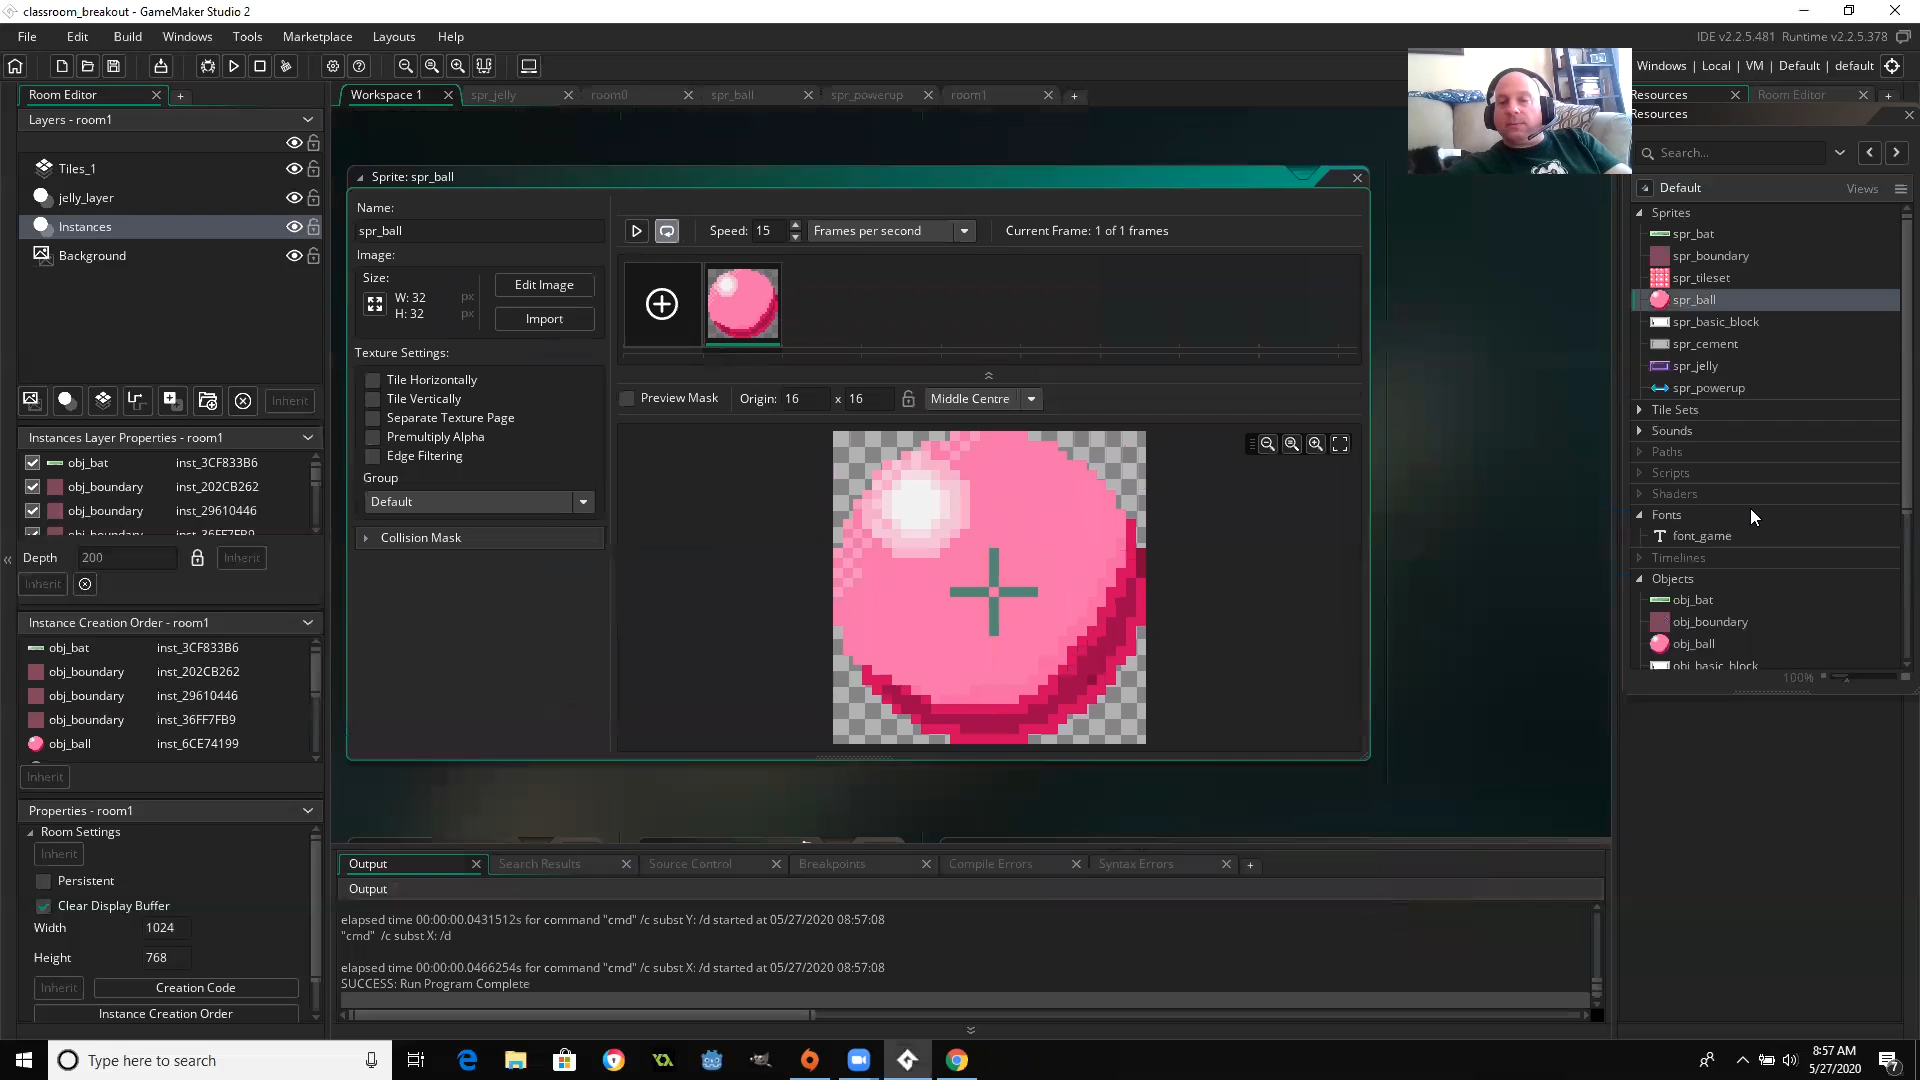 classroom_breakout - GameMaker Studio 2
File Edit Build Windows Tools Marketplace Layouts Help
IDE v2.2.5.481 Runtime v2.2.5.378
Windows | Local | VM | Default | default
Room Editor
Workspace 1 spr_jelly room0 spr_ball spr_powerup room1
Resources Room Editor
Resources
Layers - room1
Tiles_1
jelly_layer
Instances
Background
Inherit
Instances Layer Properties - room1
obj_bat inst_3CF833B6
obj_boundary inst_202CB262
obj_boundary inst_29610446
obj_boundary inst_36FF7FB9
Depth 200 Inherit
Inherit
Instance Creation Order - room1
obj_bat inst_3CF833B6
obj_boundary inst_202CB262
obj_boundary inst_29610446
obj_boundary inst_36FF7FB9
obj_ball inst_6CE74199
Inherit
Properties - room1
Room Settings
Inherit
Persistent
Clear Display Buffer
Width 1024
Height 768
Inherit Creation Code
Instance Creation Order
Sprite: spr_ball
Name:
spr_ball
Image:
Size:
W: 32 px
H: 32 px
Edit Image
Import
Texture Settings:
Tile Horizontally
Tile Vertically
Separate Texture Page
Premultiply Alpha
Edge Filtering
Group
Default
Collision Mask
Speed: 15 Frames per second Current Frame: 1 of 1 frames
Preview Mask Origin: 16 x 16 Middle Centre
Search...
Default Views
Sprites
spr_bat
spr_boundary
spr_tileset
spr_ball
spr_basic_block
spr_cement
spr_jelly
spr_powerup
Tile Sets
Sounds
Paths
Scripts
Shaders
Fonts
font_game
Timelines
Objects
obj_bat
obj_boundary
obj_ball
obj_basic_block
100%
Output Search Results Source Control Breakpoints Compile Errors Syntax Errors
Output
elapsed time 00:00:00.0431512s for command "cmd" /c subst Y: /d started at 05/27/2020 08:57:08
"cmd" /c subst X: /d
elapsed time 00:00:00.0466254s for command "cmd" /c subst X: /d started at 05/27/2020 08:57:08
SUCCESS: Run Program Complete
Type here to search
8:57 AM
5/27/2020
7